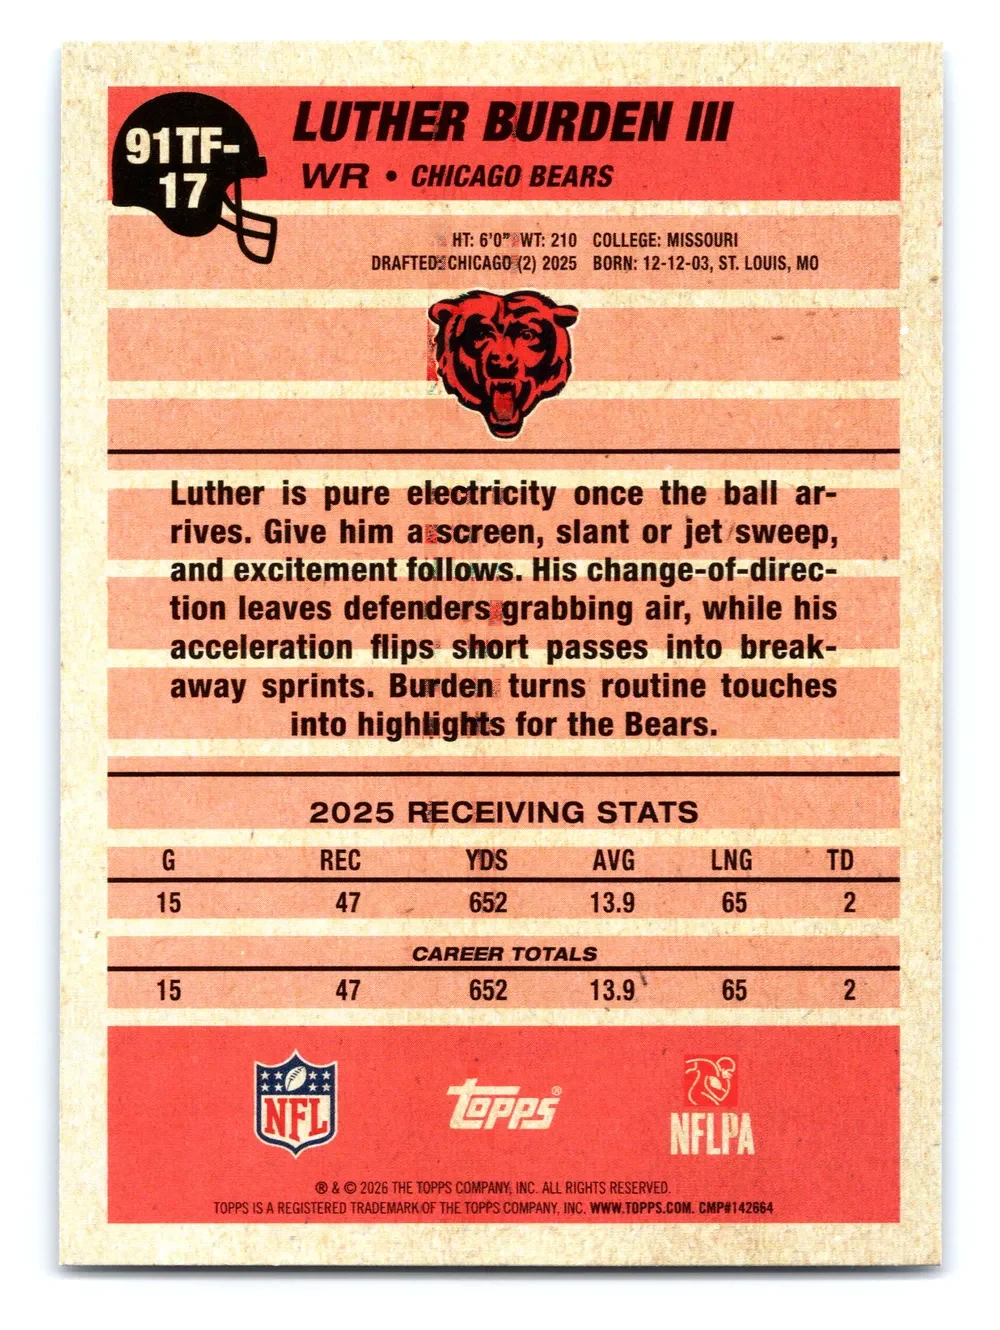 91TF-
17
LUTHER BURDEN III
WR • CHICAGO BEARS
HT: 6'0" WT: 210 COLLEGE: MISSOURI
DRAFTED: CHICAGO (2) 2025 BORN: 12-12-03, ST. LOUIS, MO
Luther is pure electricity once the ball ar-
rives. Give him a screen, slant or jet sweep,
and excitement follows. His change-of-direc-
tion leaves defenders grabbing air, while his
acceleration flips short passes into break-
away sprints. Burden turns routine touches
into highlights for the Bears.
2025 RECEIVING STATS
G REC YDS AVG LNG TD
15 47 652 13.9 65 2
CAREER TOTALS
15 47 652 13.9 65 2
NFL
topps®
NFLPA
® & © 2026 THE TOPPS COMPANY, INC. ALL RIGHTS RESERVED.
TOPPS IS A REGISTERED TRADEMARK OF THE TOPPS COMPANY, INC. WWW.TOPPS.COM. CMP#142664